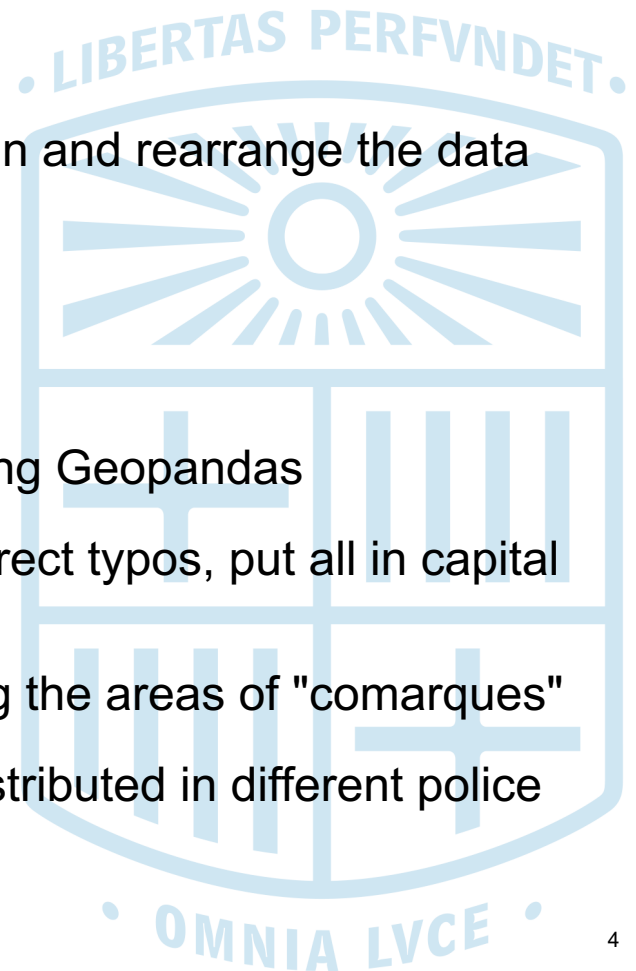 • LIBERTAS PERFVNDET •
n and rearrange the data
ng Geopandas
rect typos, put all in capital
g the areas of "comarques"
stributed in different police
• OMNIA LVCE •
4